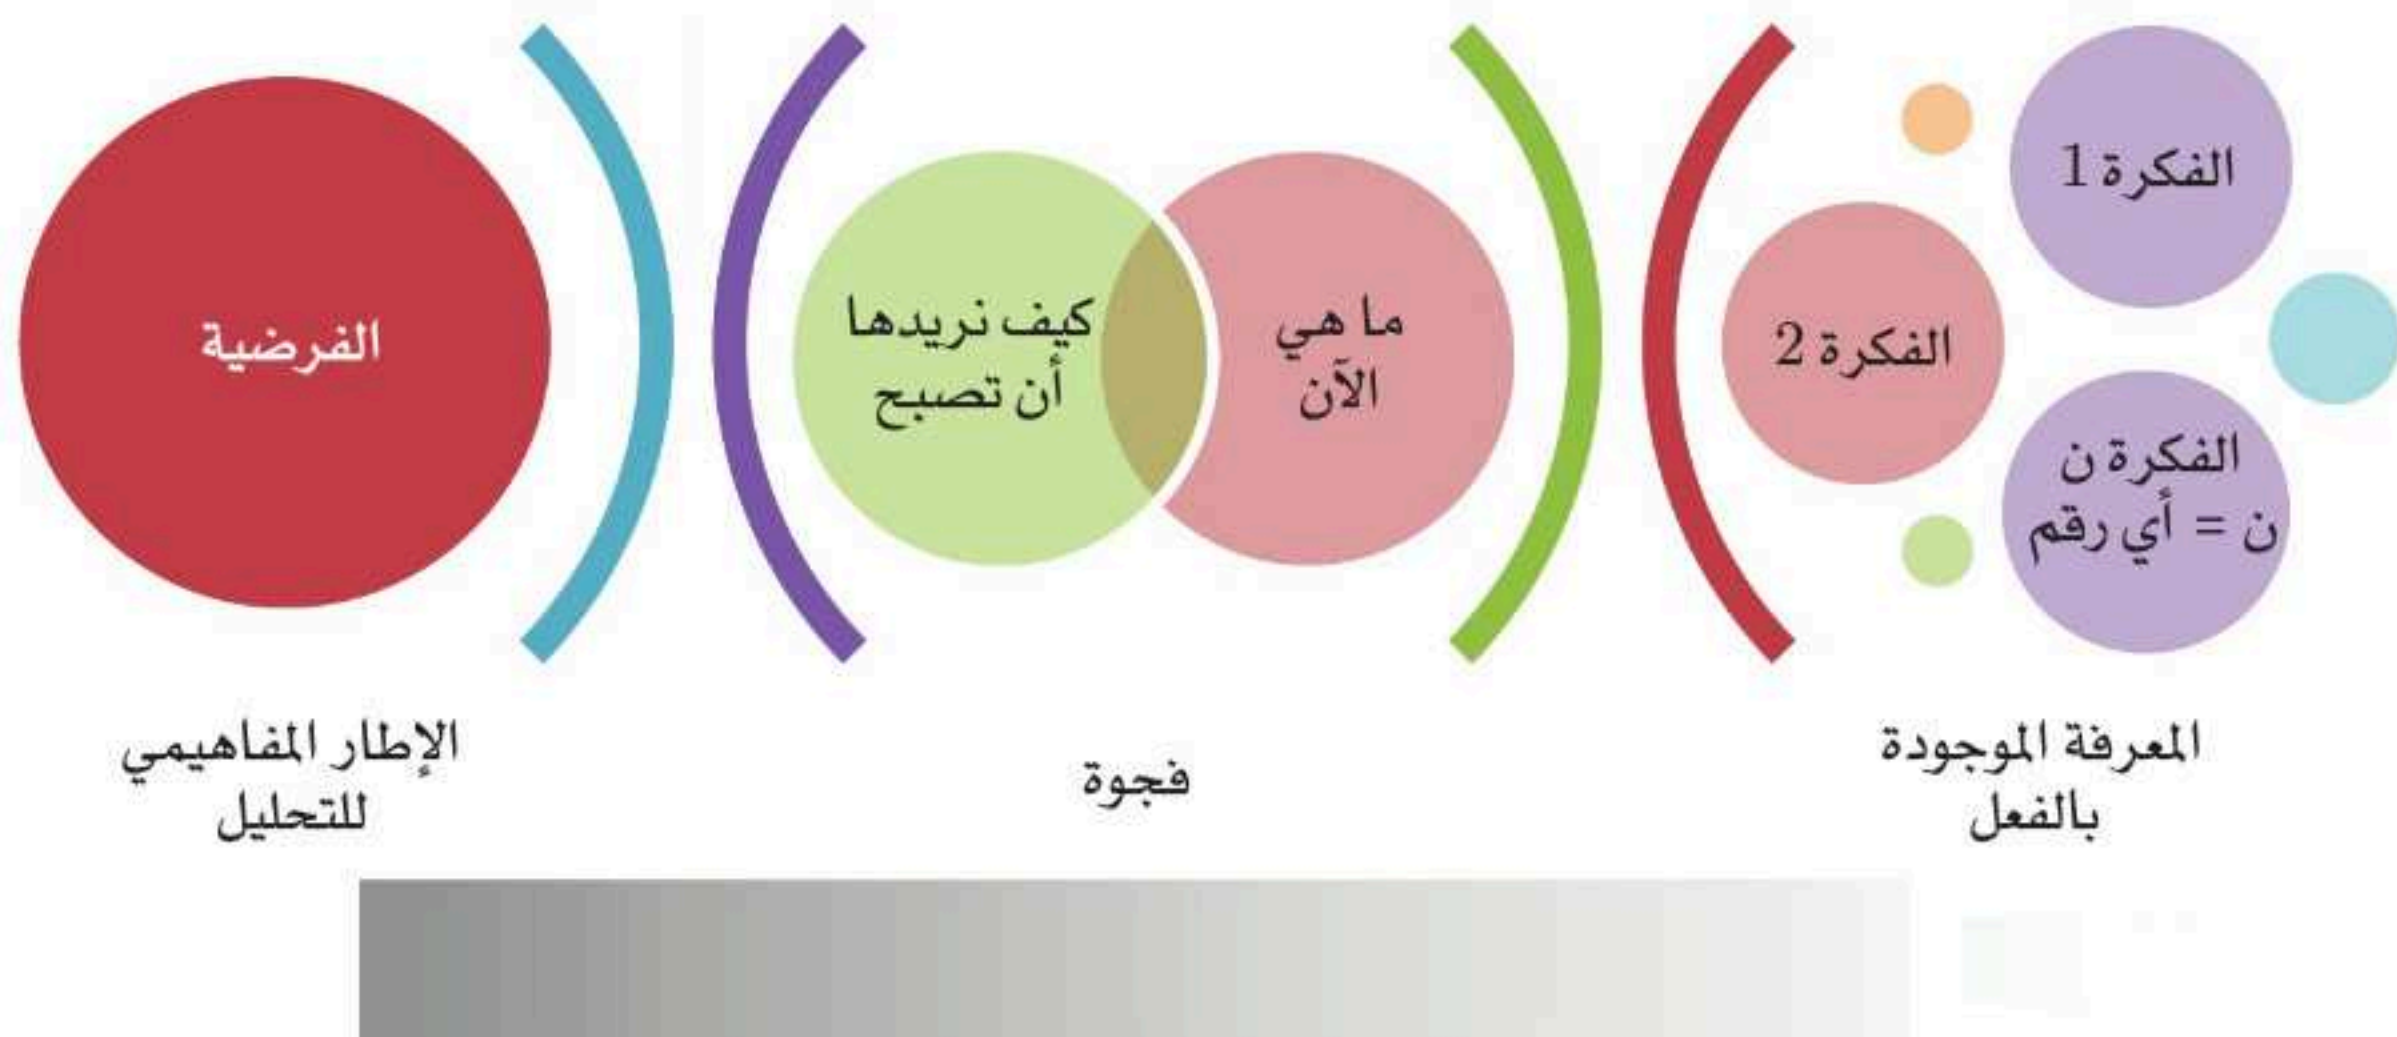 الفكرة 1
الفكرة 2
الفكرة ن
ن = أي رقم
المعرفة الموجودة
بالفعل
ما هي
الآن
كيف نريدها
أن تصبح
فجوة
الفرضية
الإطار المفاهيمي
للتحليل